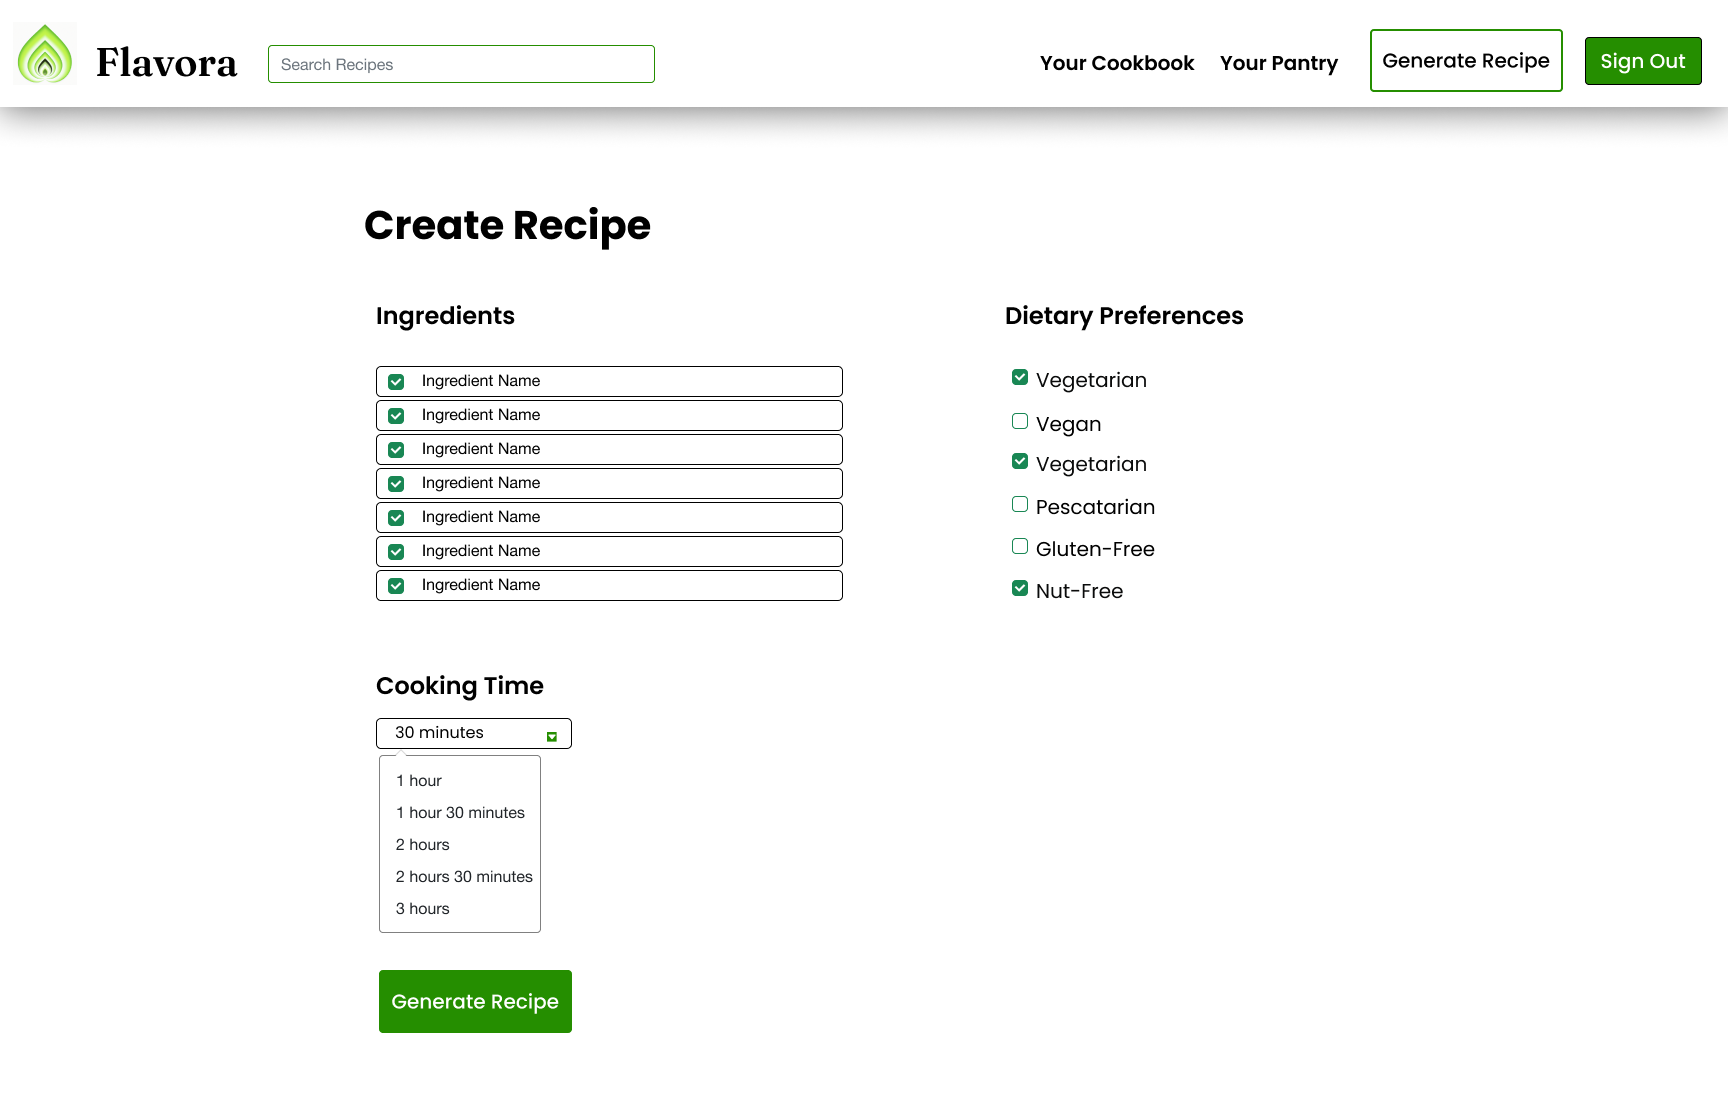 Flavora
Search Recipes
Your Cookbook
Your Pantry
Generate Recipe
Sign Out
Create Recipe
Ingredients
Ingredient Name
Ingredient Name
Ingredient Name
Ingredient Name
Ingredient Name
Ingredient Name
Ingredient Name
Dietary Preferences
Vegetarian
Vegan
Vegetarian
Pescatarian
Gluten-Free
Nut-Free
Cooking Time
30 minutes
1 hour
1 hour 30 minutes
2 hours
2 hours 30 minutes
3 hours
Generate Recipe